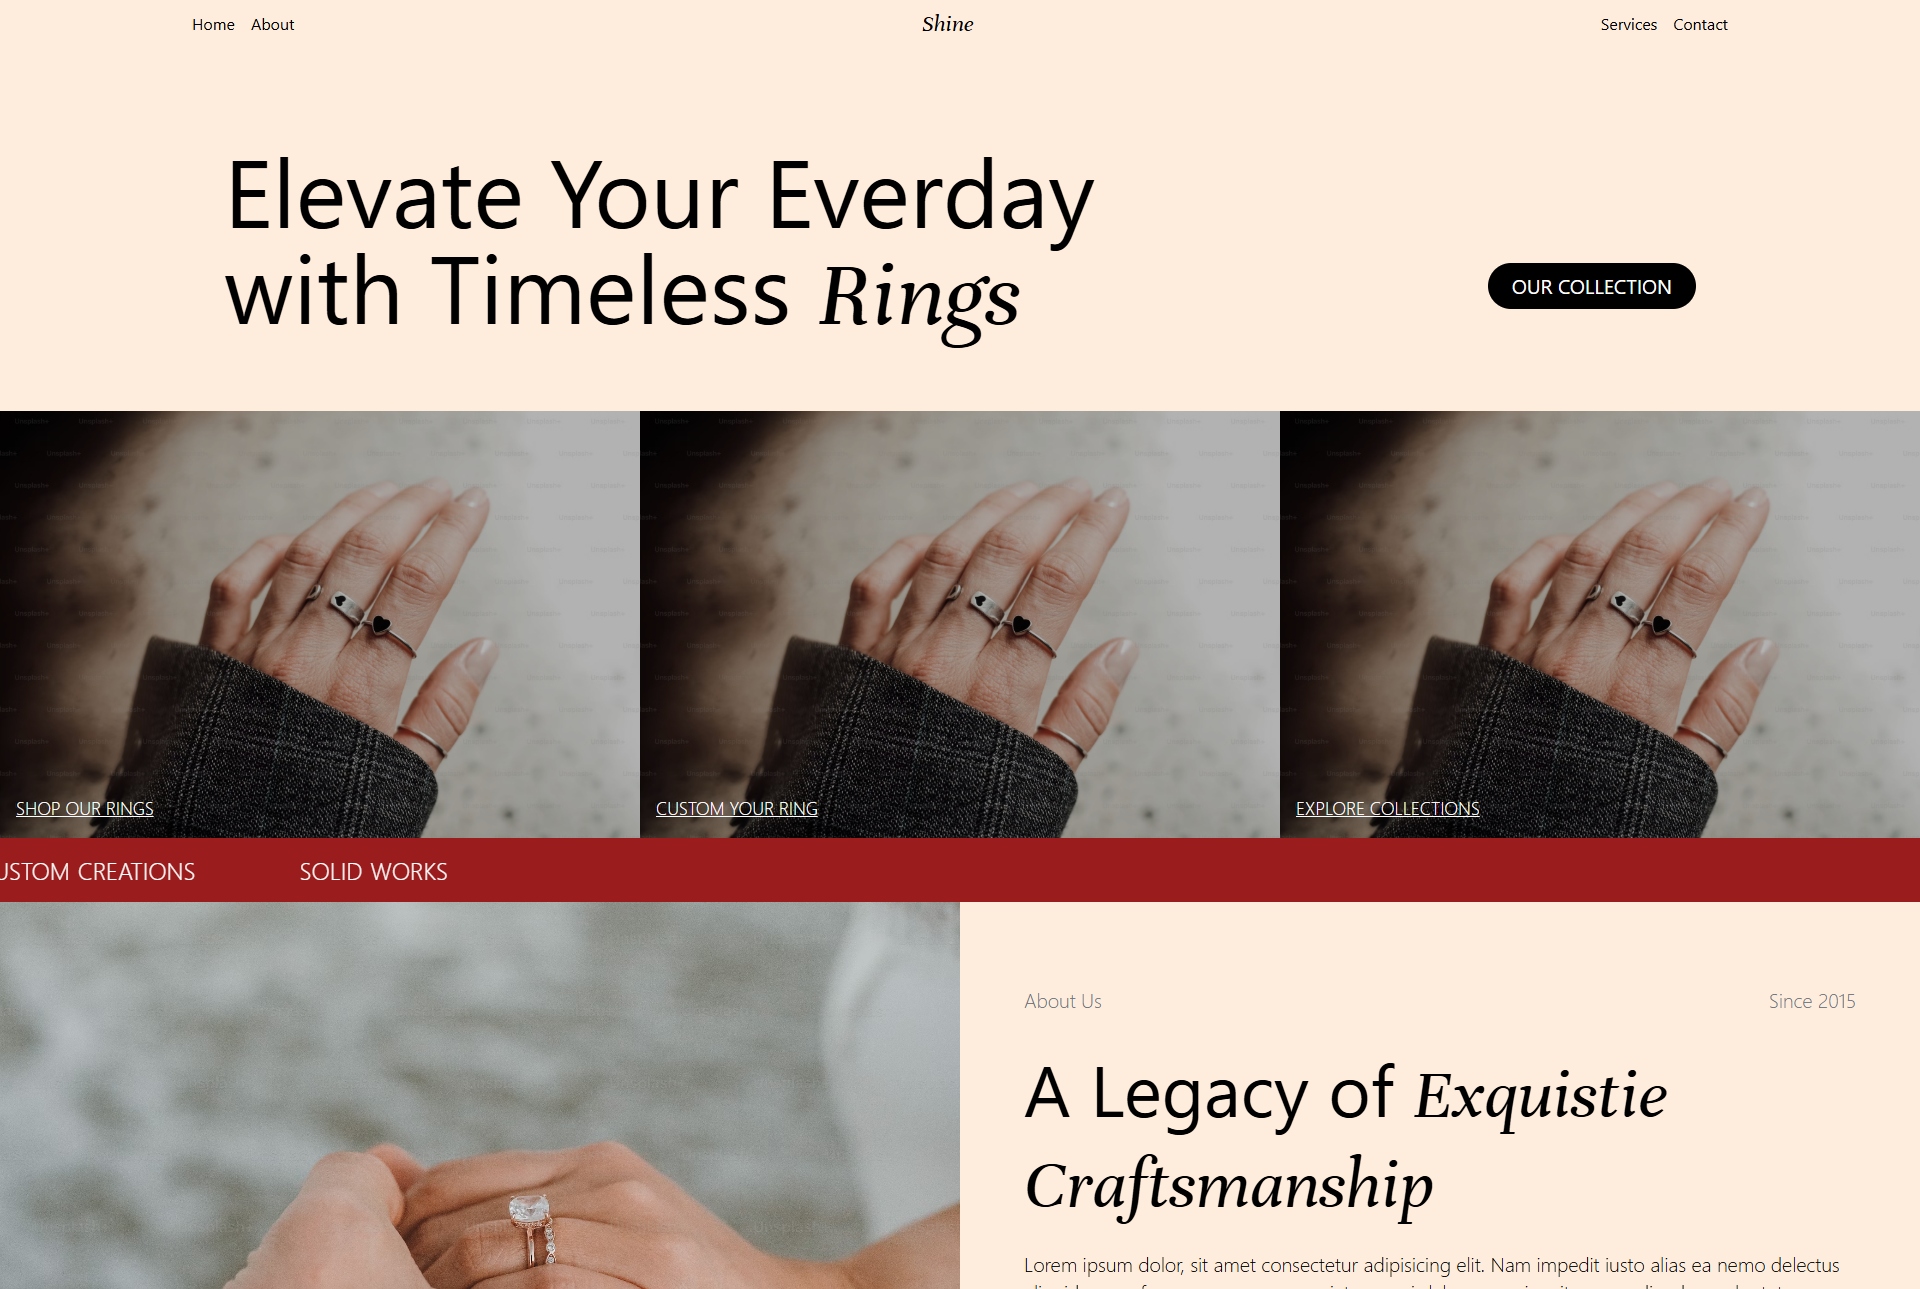 Home About Shine Services Contact
Elevate Your Everday
with Timeless Rings
OUR COLLECTION
SHOP OUR RINGS CUSTOM YOUR RING EXPLORE COLLECTIONS
USTOM CREATIONS SOLID WORKS
About Us Since 2015
A Legacy of Exquistie
Craftsmanship
Lorem ipsum dolor, sit amet consectetur adipisicing elit. Nam impedit iusto alias ea nemo delectus